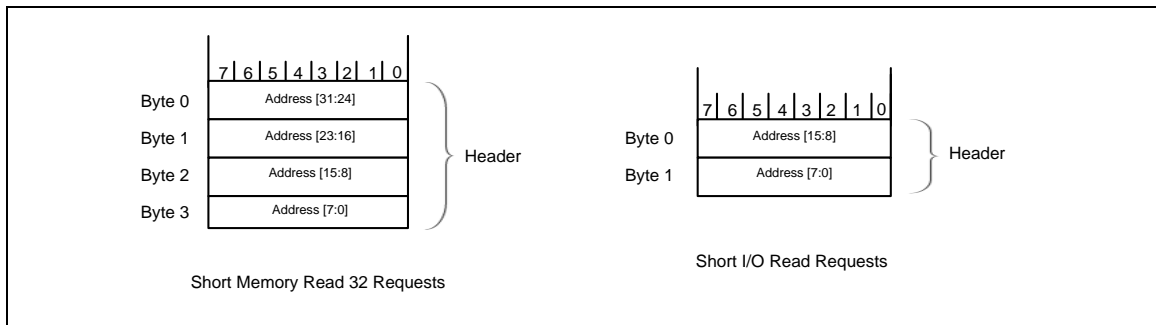 7 6 5 4 3 2 1 0
Byte 0 Address [31:24]
Byte 1 Address [23:16]
Byte 2 Address [15:8]
Byte 3 Address [7:0]
Header
Short Memory Read 32 Requests
7 6 5 4 3 2 1 0
Byte 0 Address [15:8]
Byte 1 Address [7:0]
Header
Short I/O Read Requests